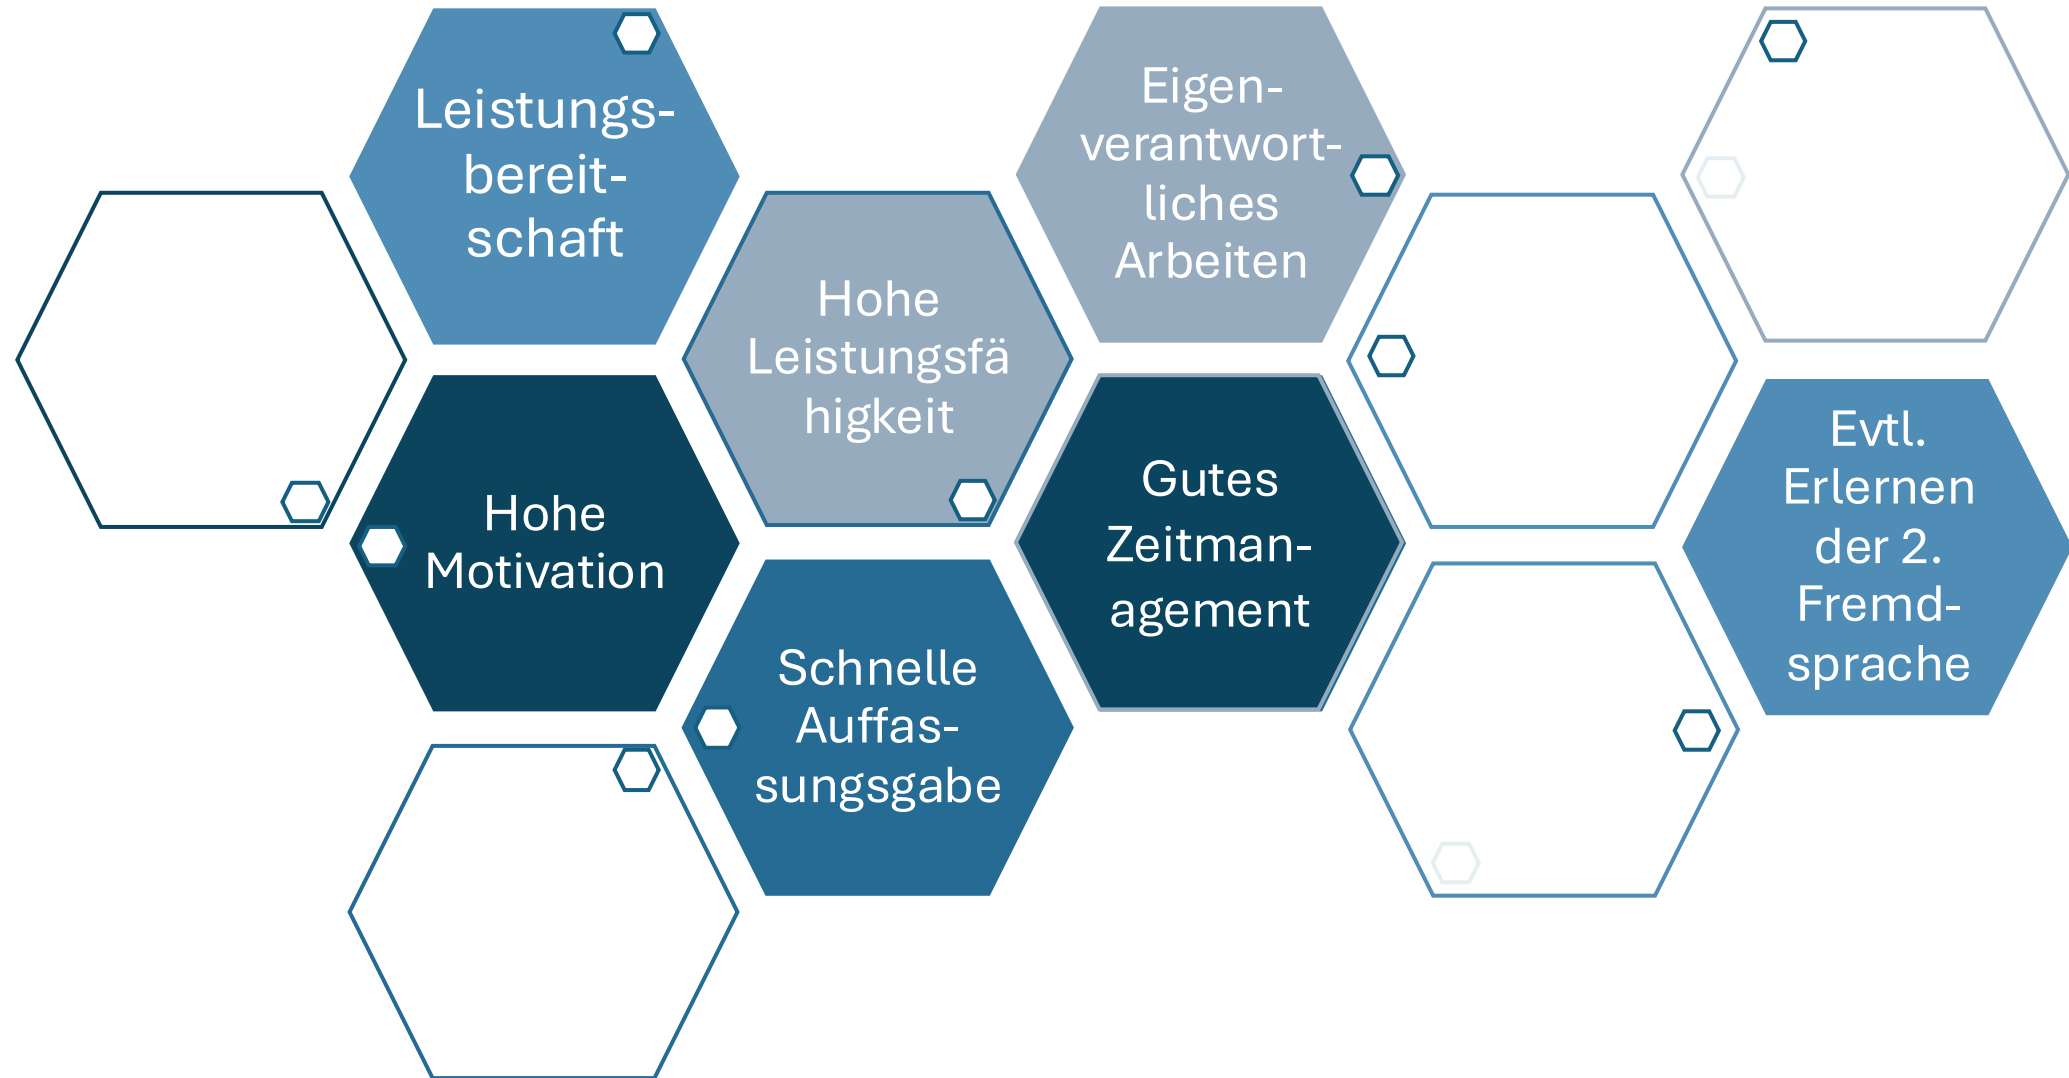 Leistungs-
bereit-
schaft
Hohe
Motivation
Hohe
Leistungsfä
higkeit
Schnelle
Auffas-
sungsgabe
Eigen-
verantwort-
liches
Arbeiten
Gutes
Zeitman-
agement
Evtl.
Erlernen
der 2.
Fremd-
sprache